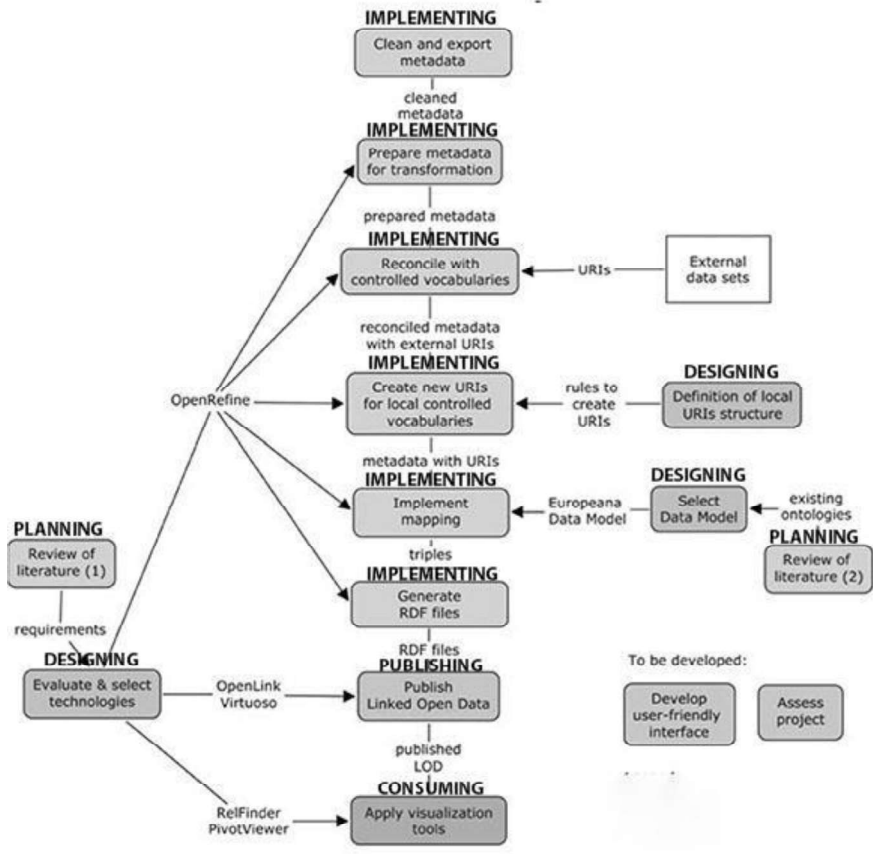 IMPLEMENTING
Clean and export
metadata
cleaned
metadata
IMPLEMENTING
Prepare metadata
for transformation
prepared metadata
IMPLEMENTING
Reconcile with
controlled vocabularies
URIs
External
data sets
reconciled metadata
with external URIs
IMPLEMENTING
Create new URIs
for local controlled
vocabularies
OpenRefine
rules to
create
URIs
DESIGNING
Definition of local
URIs structure
metadata with URIs
IMPLEMENTING
Implement
mapping
Europeana
Data Model
DESIGNING
Select
Data Model
existing
ontologies
PLANNING
Review of
literature (2)
PLANNING
Review of
literature (1)
triples
IMPLEMENTING
Generate
RDF files
requirements
RDF files
DESIGNING
Evaluate & select
technologies
OpenLink
Virtuoso
PUBLISHING
Publish
Linked Open Data
To be developed:
Develop
user-friendly
interface
Assess
project
published
LOD
CONSUMING
Apply visualization
tools
RelFinder
PivotViewer